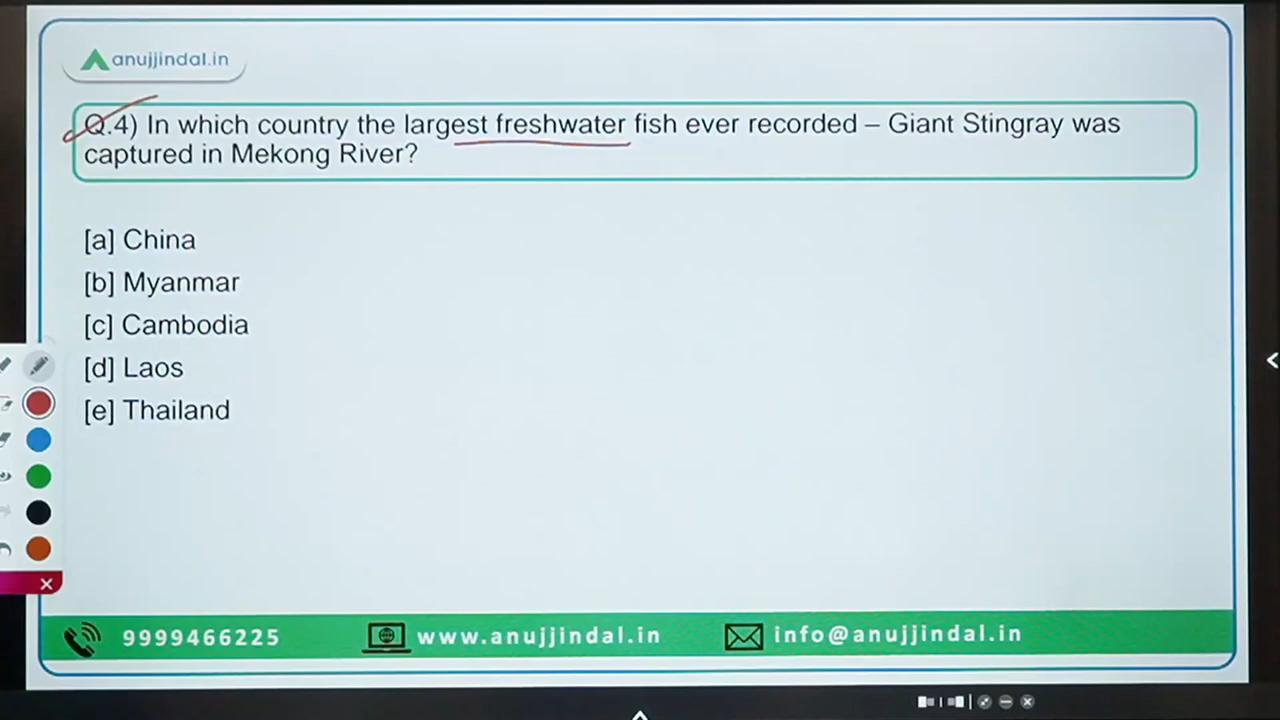 anujjindal.in
Q.4) In which country the largest freshwater fish ever recorded – Giant Stingray was
captured in Mekong River?
[a] China
[b] Myanmar
[c] Cambodia
[d] Laos
[e] Thailand
9999466225 www.anujjindal.in info@anujjindal.in